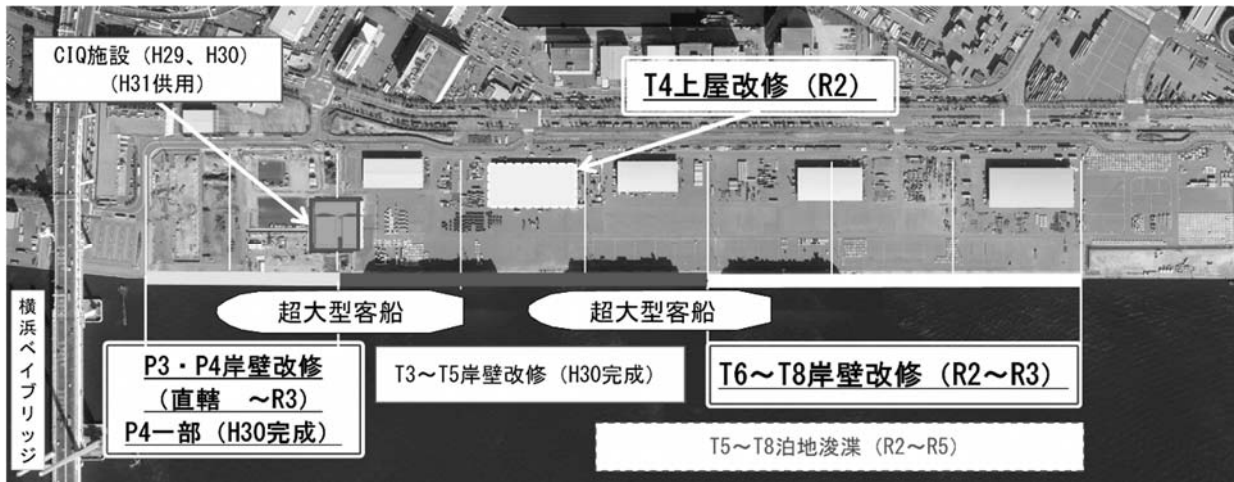 CIQ施設（H29、H30）
（H31供用）
T4上屋改修（R2）
超大型客船
超大型客船
横浜ベイブリッジ
P3・P4岸壁改修
（直轄　～R3）
P4一部（H30完成）
T3～T5岸壁改修（H30完成）
T6～T8岸壁改修（R2～R3）
T5～T8泊地浚渫（R2～R5）